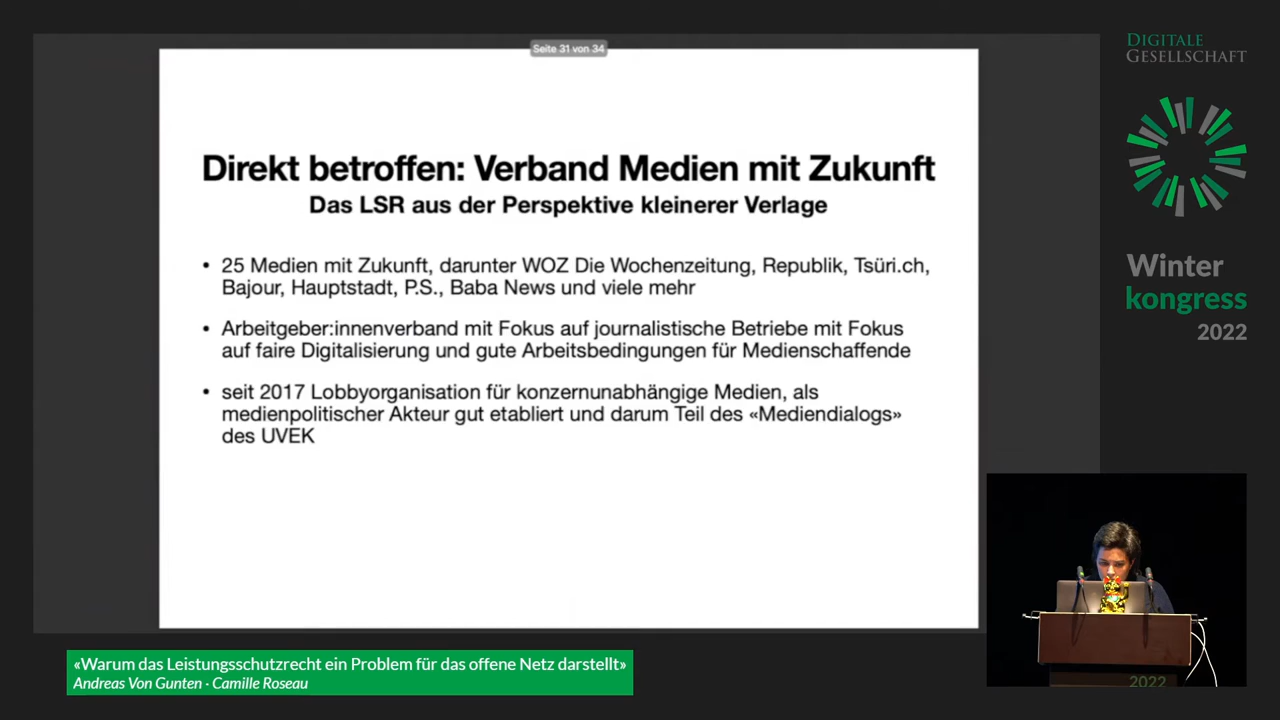 Seite 31 von 34
Direkt betroffen: Verband Medien mit Zukunft
Das LSR aus der Perspektive kleinerer Verlage
• 25 Medien mit Zukunft, darunter WOZ Die Wochenzeitung, Republik, Tsüri.ch,
Bajour, Hauptstadt, P.S., Baba News und viele mehr
• Arbeitgeber:innenverband mit Fokus auf journalistische Betriebe mit Fokus
auf faire Digitalisierung und gute Arbeitsbedingungen für Medienschaffende
• seit 2017 Lobbyorganisation für konzernunabhängige Medien, als
medienpolitischer Akteur gut etabliert und darum Teil des «Mediendialogs»
des UVEK
DIGITALE
GESELLSCHAFT
Winter
kongress
2022
2022
«Warum das Leistungsschutzrecht ein Problem für das offene Netz darstellt»
Andreas Von Gunten · Camille Roseau